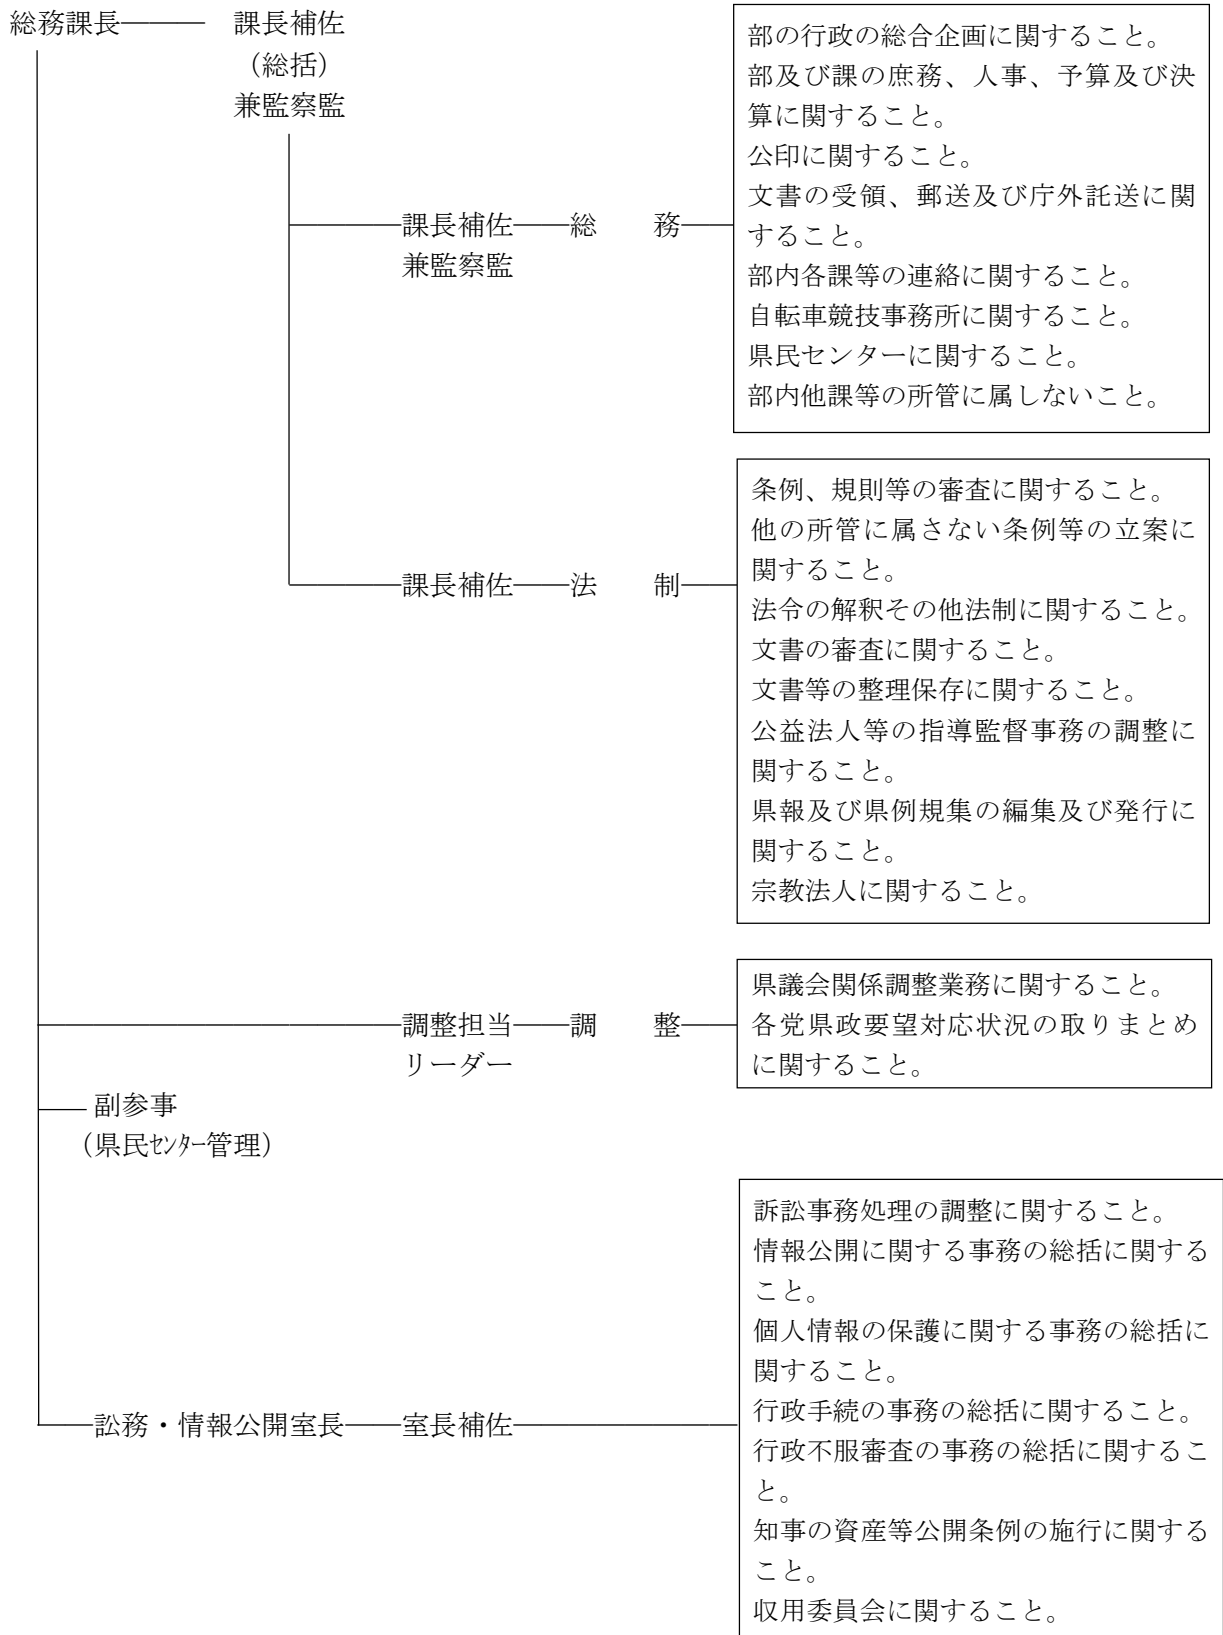 総務課長 課長補佐
(総括)
兼監察監
部の行政の総合企画に関すること。
部及び課の庶務、人事、予算及び決
算に関すること。
公印に関すること。
文書の受領、郵送及び庁外託送に関
すること。
部内各課等の連絡に関すること。
自転車競技事務所に関すること。
県民センターに関すること。
部内他課等の所管に属しないこと。
課長補佐 総 務
兼監察監
条例、規則等の審査に関すること。
他の所管に属さない条例等の立案に
関すること。
法令の解釈その他法制に関すること。
文書の審査に関すること。
文書等の整理保存に関すること。
公益法人等の指導監督事務の調整に
関すること。
県報及び県例規集の編集及び発行に
関すること。
宗教法人に関すること。
課長補佐 法 制
県議会関係調整業務に関すること。
各党県政要望対応状況の取りまとめ
に関すること。
調整担当 調 整
リーダー
副参事
(県民センター管理)
訴訟事務処理の調整に関すること。
情報公開に関する事務の総括に関する
こと。
個人情報の保護に関する事務の総括に
関すること。
行政手続の事務の総括に関すること。
行政不服審査の事務の総括に関するこ
と。
知事の資産等公開条例の施行に関する
こと。
収用委員会に関すること。
訟務・情報公開室長 室長補佐